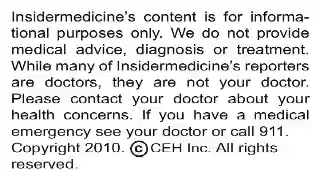 Insidermedicine's content is for informa-
tional purposes only. We do not provide
medical advice, diagnosis or treatment.
While many of Insidermedicine's reporters
are doctors, they are not your doctor.
Please contact your doctor about your
health concerns. If you have a medical
emergency see your doctor or call 911.
Copyright 2010. ©CEH Inc. All rights
reserved.